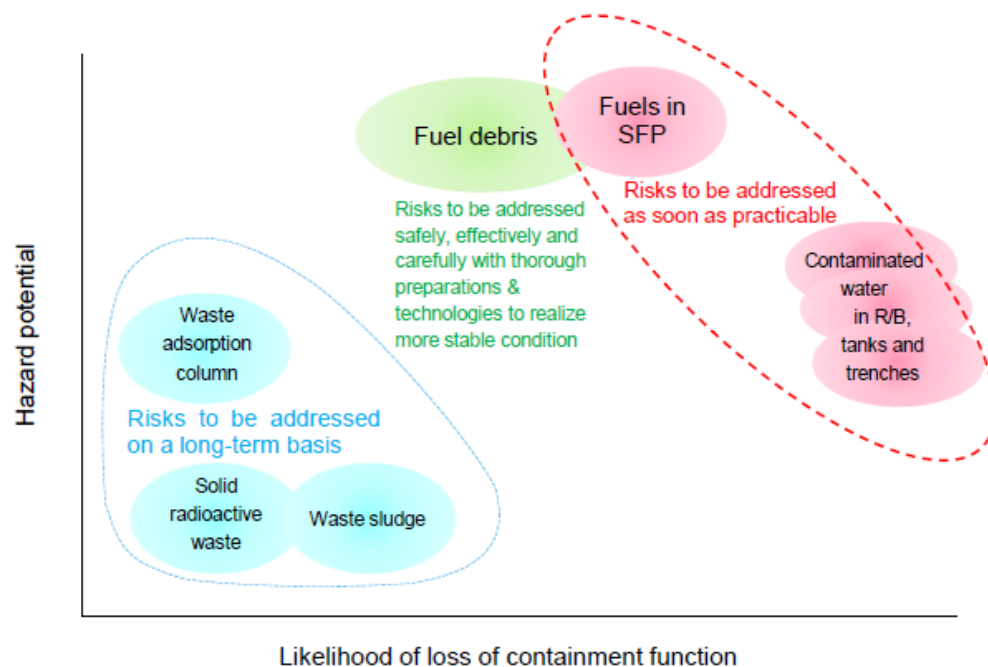 Hazard potential
Fuel debris
Fuels in
SFP
Risks to be addressed
as soon as practicable
Risks to be addressed
safely, effectively and
carefully with thorough
preparations &
technologies to realize
more stable condition
Contaminated
water
in R/B,
tanks and
trenches
Waste
adsorption
column
Risks to be addressed
on a long-term basis
Solid
radioactive
waste
Waste sludge
Likelihood of loss of containment function